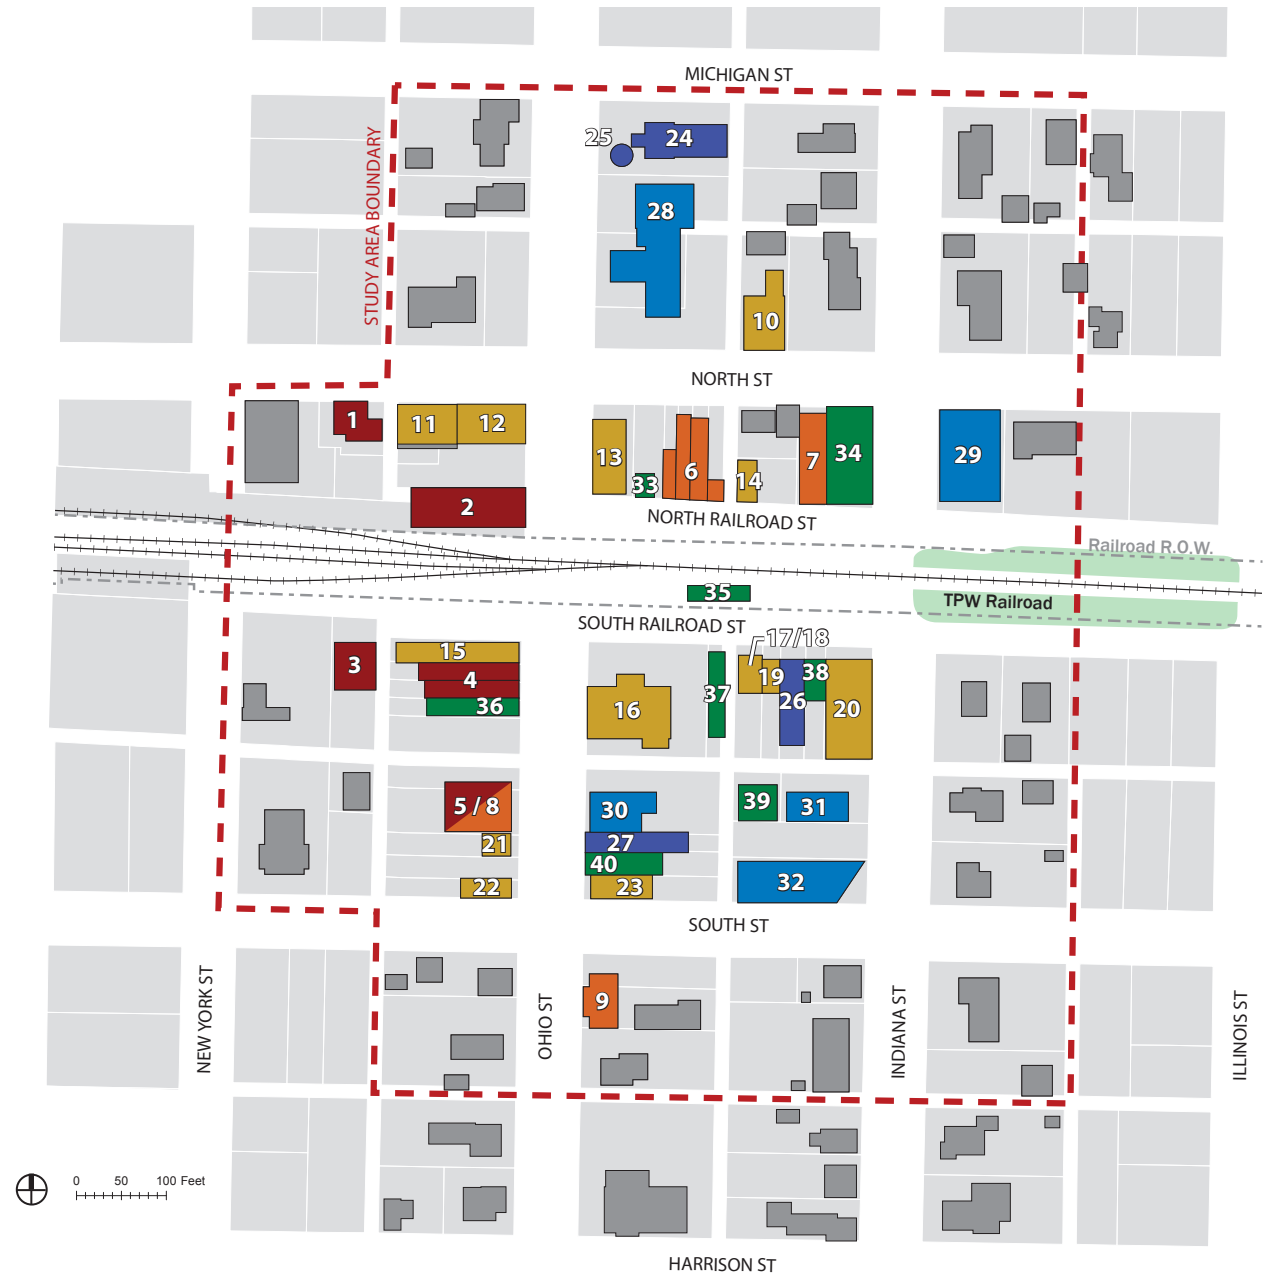 MICHIGAN ST
25
24
STUDY AREA BOUNDARY
28
10
NORTH ST
1
11
12
13
33
6
14
7
34
29
2
NORTH RAILROAD ST
Railroad R.O.W.
35
TPW Railroad
SOUTH RAILROAD ST
17/18
3
15
4
36
16
37
19
26
38
20
5 / 8
21
22
30
27
40
23
39
31
32
SOUTH ST
9
NEW YORK ST
OHIO ST
INDIANA ST
ILLINOIS ST
0 50 100 Feet
HARRISON ST